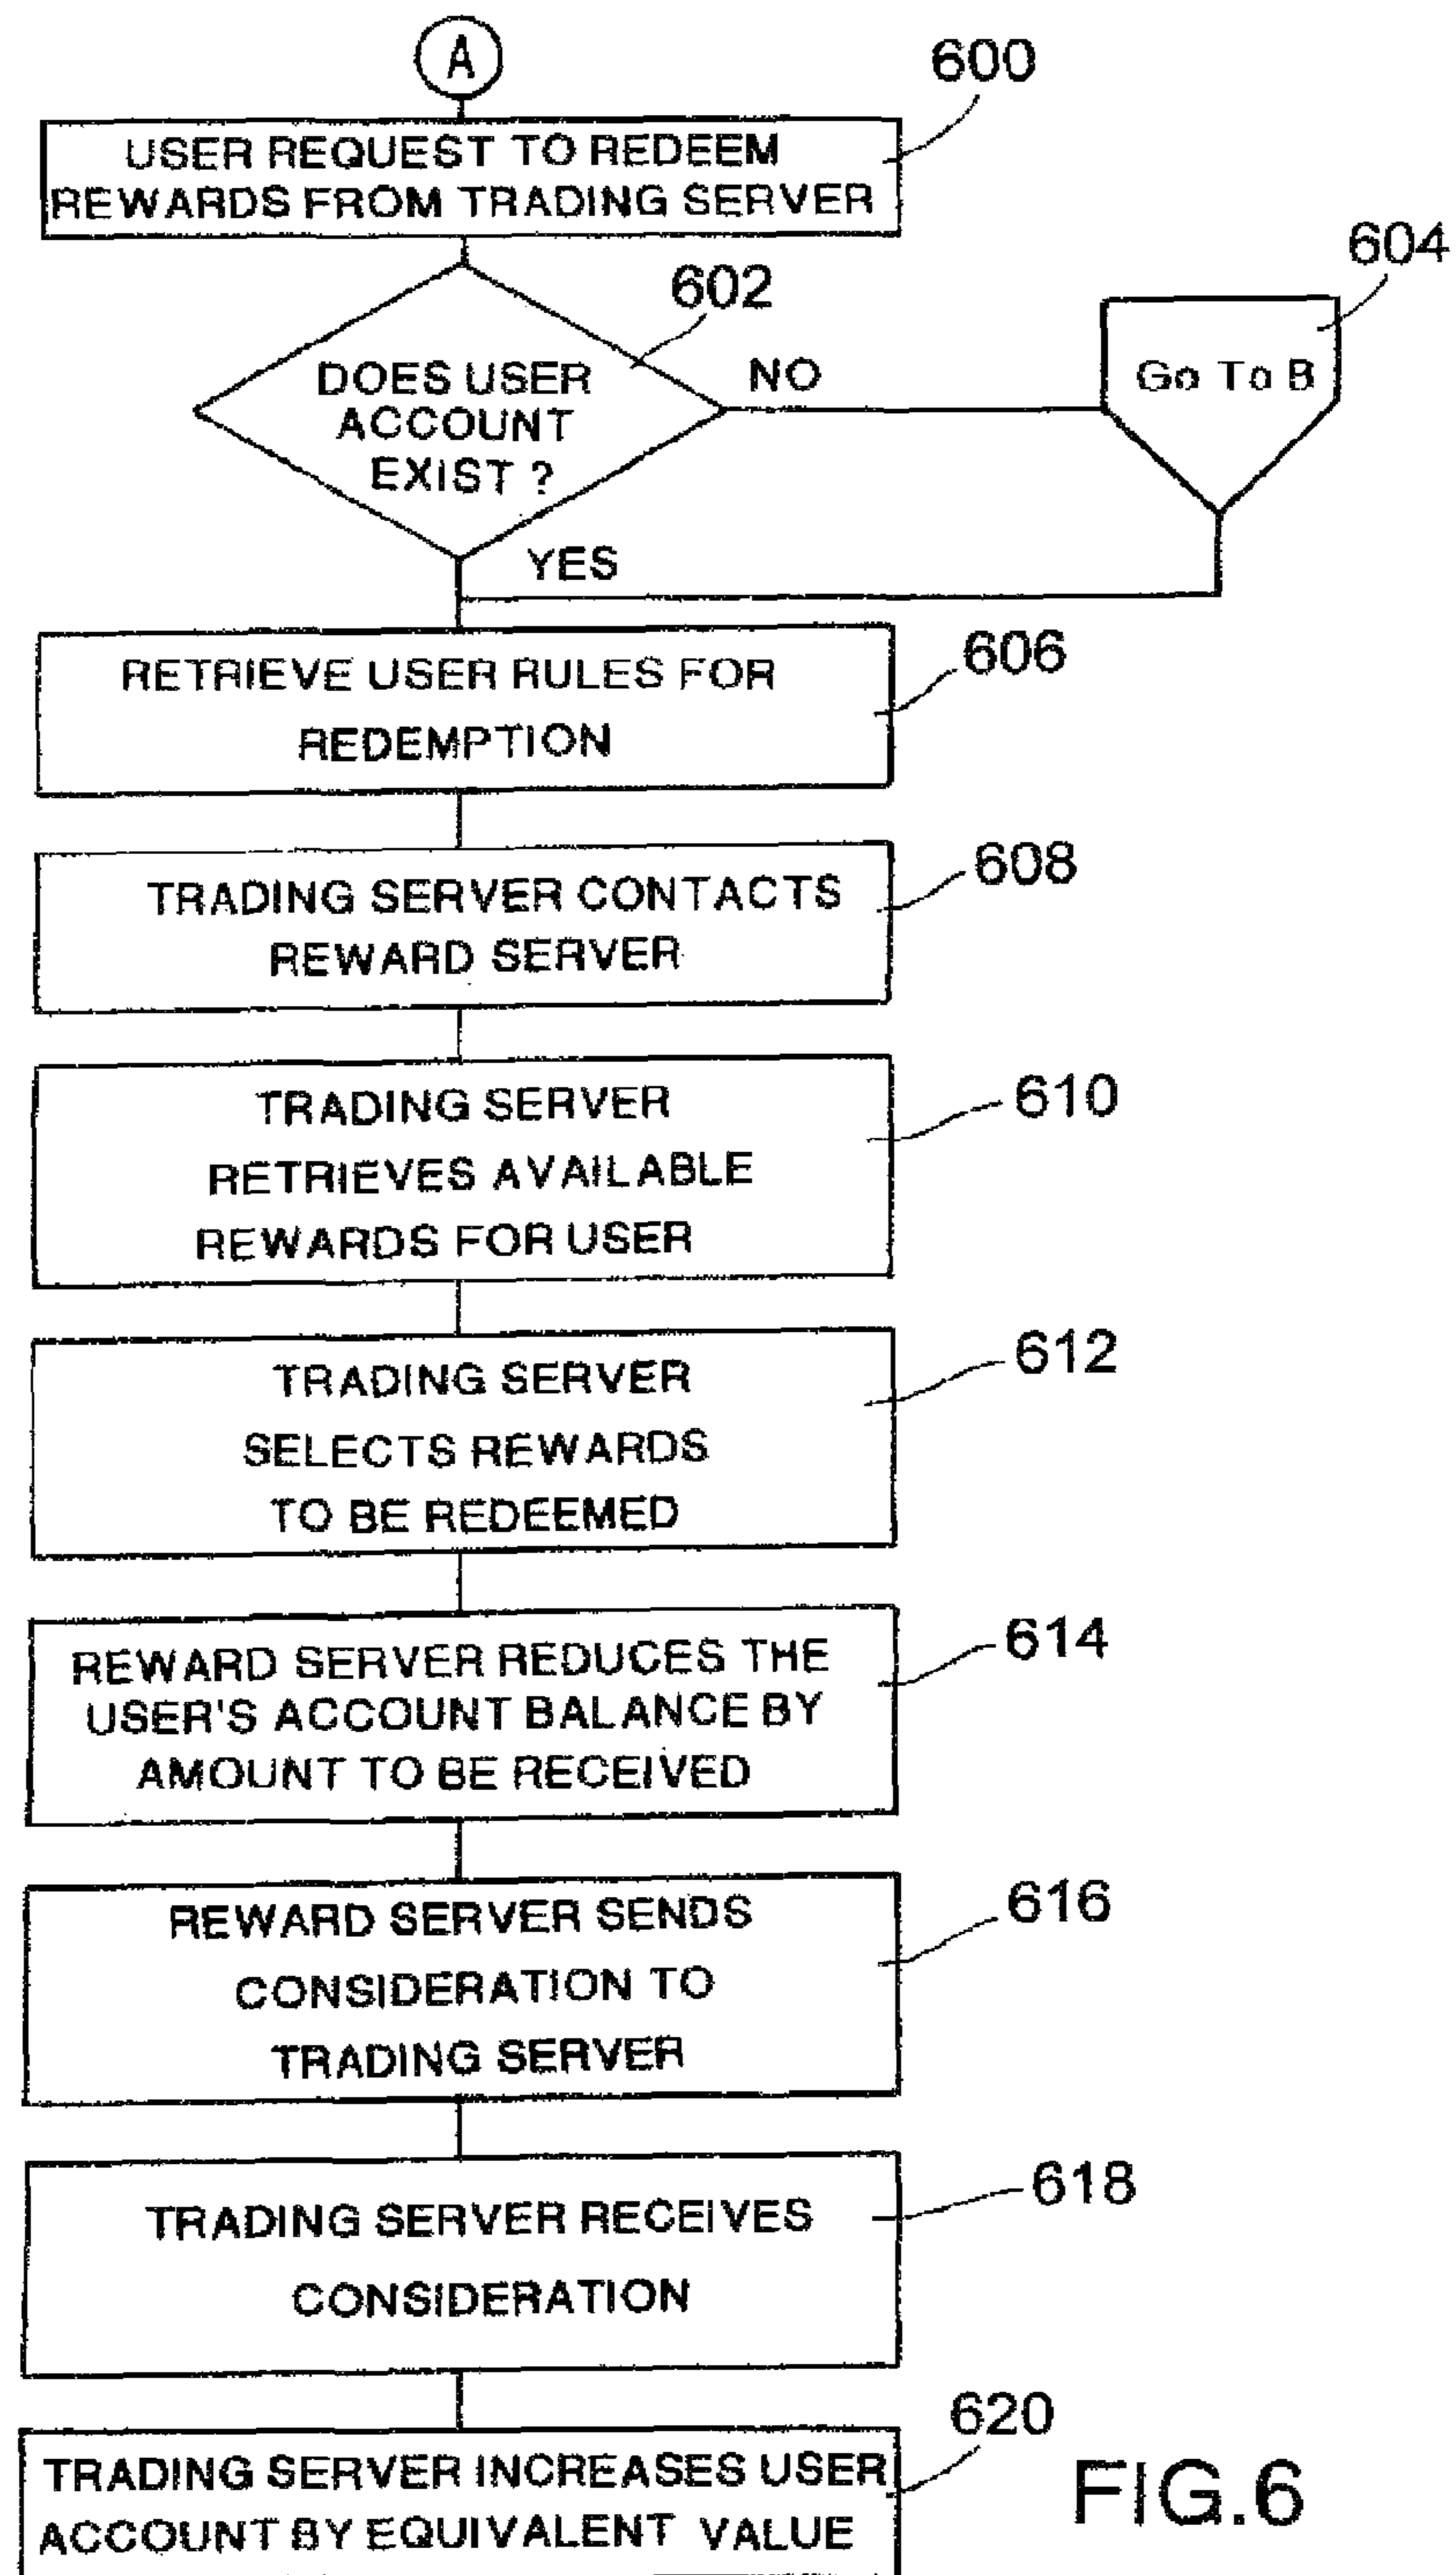 A
600
USER REQUEST TO REDEEM
REWARDS FROM TRADING SERVER
604
602
DOES USER
ACCOUNT
EXIST ?
NO
Go To B
YES
606
RETRIEVE USER RULES FOR
REDEMPTION
608
TRADING SERVER CONTACTS
REWARD SERVER
610
TRADING SERVER
RETRIEVES AVAILABLE
REWARDS FOR USER
612
TRADING SERVER
SELECTS REWARDS
TO BE REDEEMED
614
REWARD SERVER REDUCES THE
USER'S ACCOUNT BALANCE BY
AMOUNT TO BE RECEIVED
616
REWARD SERVER SENDS
CONSIDERATION TO
TRADING SERVER
618
TRADING SERVER RECEIVES
CONSIDERATION
620
TRADING SERVER INCREASES USER
ACCOUNT BY EQUIVALENT VALUE
FIG.6